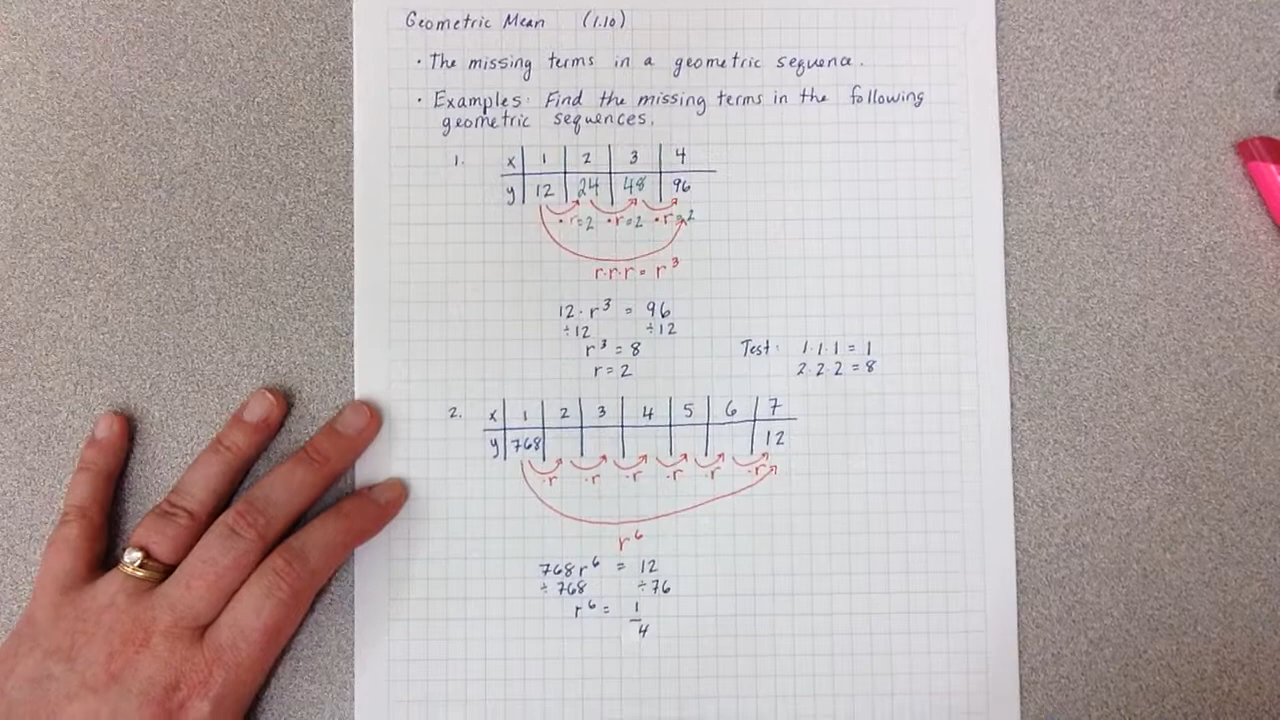 Geometric Mean (1.10)
• The missing terms in a geometric sequence.
• Examples: Find the missing terms in the following
geometric sequences.
1. x 1 2 3 4
y 12 24 48 96
·r=2 ·r=2 ·r=2
r·r·r = r³
12·r³ = 96
÷12 ÷12
r³ = 8 Test: 1·1·1 = 1
r = 2 2·2·2 = 8
2. x 1 2 3 4 5 6 7
y 768 12
·r ·r ·r ·r ·r ·r
r⁶
768r⁶ = 12
÷768 ÷76
r⁶ = 1/4